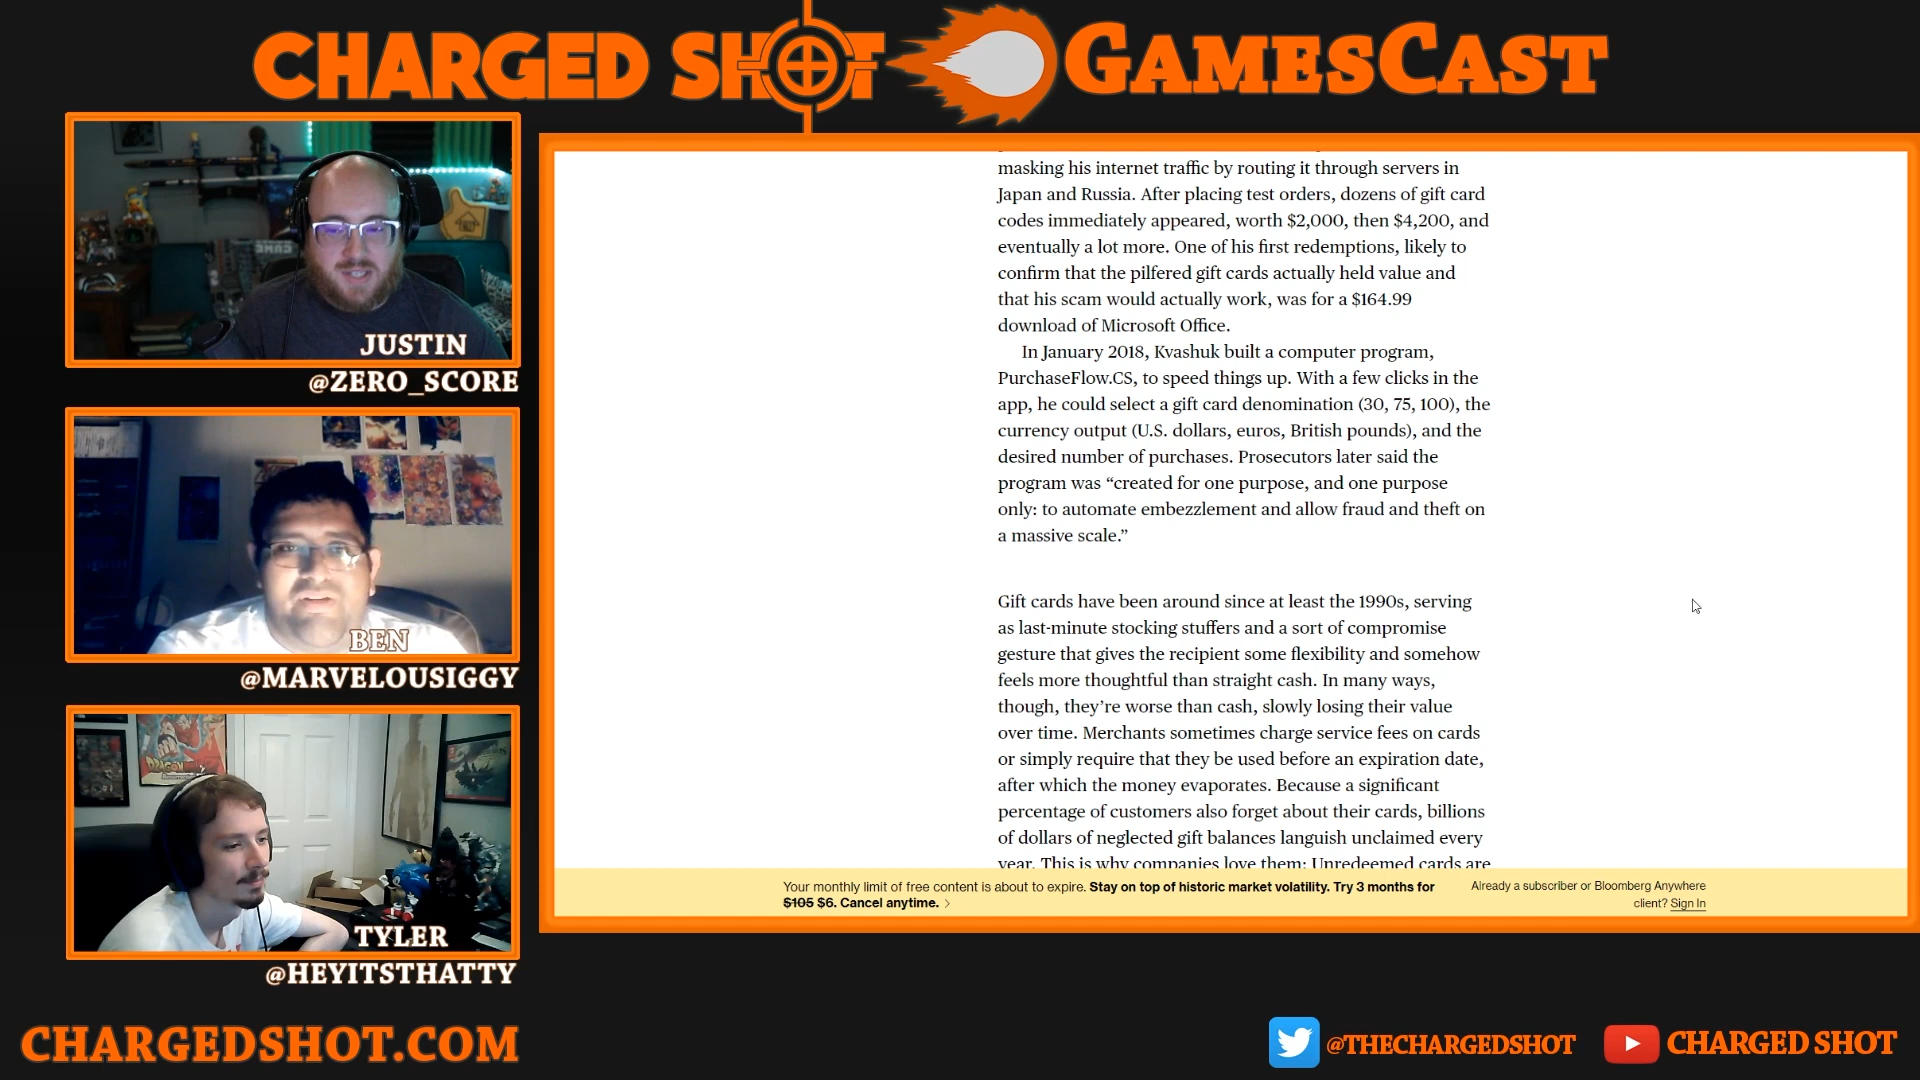 CHARGED SHOT GAMESCAST
JUSTIN
@ZERO_SCORE
BEN
@MARVELOUSIGGY
TYLER
@HEYITSTHATTY
masking his internet traffic by routing it through servers in
Japan and Russia. After placing test orders, dozens of gift card
codes immediately appeared, worth $2,000, then $4,200, and
eventually a lot more. One of his first redemptions, likely to
confirm that the pilfered gift cards actually held value and
that his scam would actually work, was for a $164.99
download of Microsoft Office.
In January 2018, Kvashuk built a computer program,
PurchaseFlow.CS, to speed things up. With a few clicks in the
app, he could select a gift card denomination (30, 75, 100), the
currency output (U.S. dollars, euros, British pounds), and the
desired number of purchases. Prosecutors later said the
program was “created for one purpose, and one purpose
only: to automate embezzlement and allow fraud and theft on
a massive scale.”
Gift cards have been around since at least the 1990s, serving
as last-minute stocking stuffers and a sort of compromise
gesture that gives the recipient some flexibility and somehow
feels more thoughtful than straight cash. In many ways,
though, they’re worse than cash, slowly losing their value
over time. Merchants sometimes charge service fees on cards
or simply require that they be used before an expiration date,
after which the money evaporates. Because a significant
percentage of customers also forget about their cards, billions
of dollars of neglected gift balances languish unclaimed every
year. This is why companies love them: Unredeemed cards are
Your monthly limit of free content is about to expire. Stay on top of historic market volatility. Try 3 months for
$105 $6. Cancel anytime. >
Already a subscriber or Bloomberg Anywhere
client? Sign In
CHARGEDSHOT.COM
@THECHARGEDSHOT
CHARGED SHOT